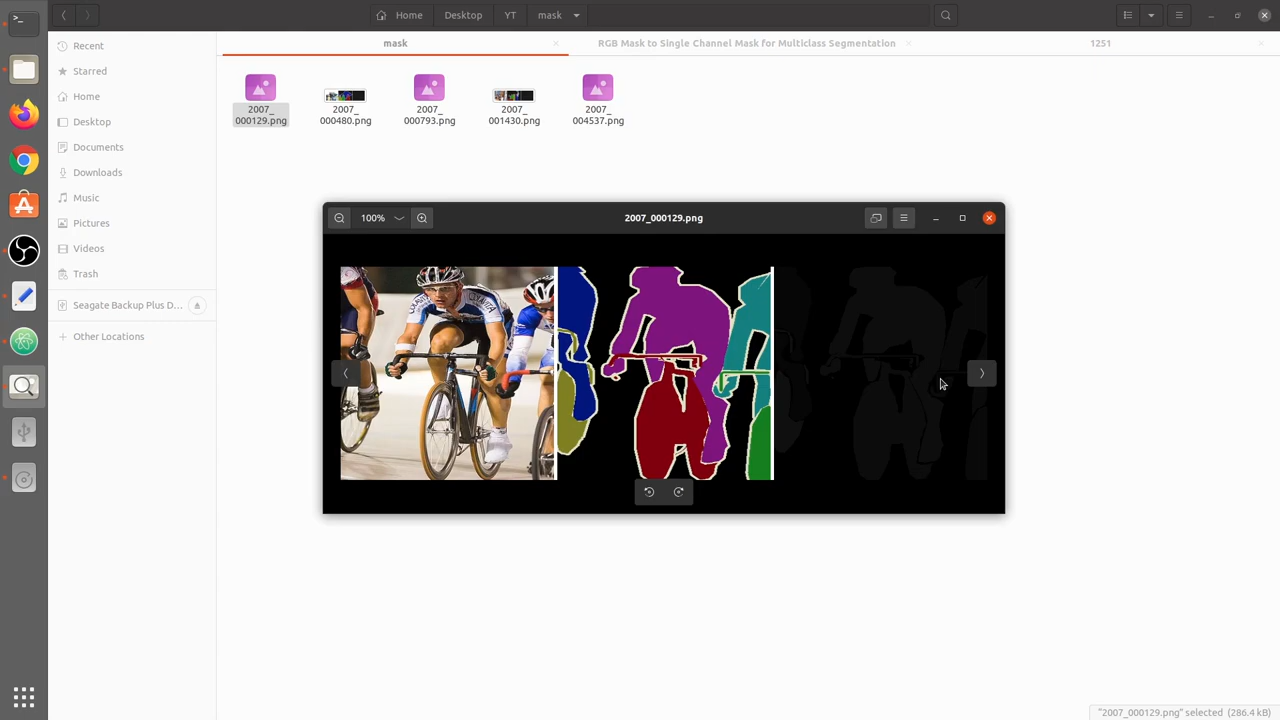 Home Desktop YT mask
mask
RGB Mask to Single Channel Mask for Multiclass Segmentation
1251
Recent
Starred
Home
Desktop
Documents
Downloads
Music
Pictures
Videos
Trash
Seagate Backup Plus D...
Other Locations
2007_
000129.png
2007_
000480.png
2007_
000793.png
2007_
001430.png
2007_
004537.png
100%
2007_000129.png
"2007_000129.png" selected (286.4 kB)